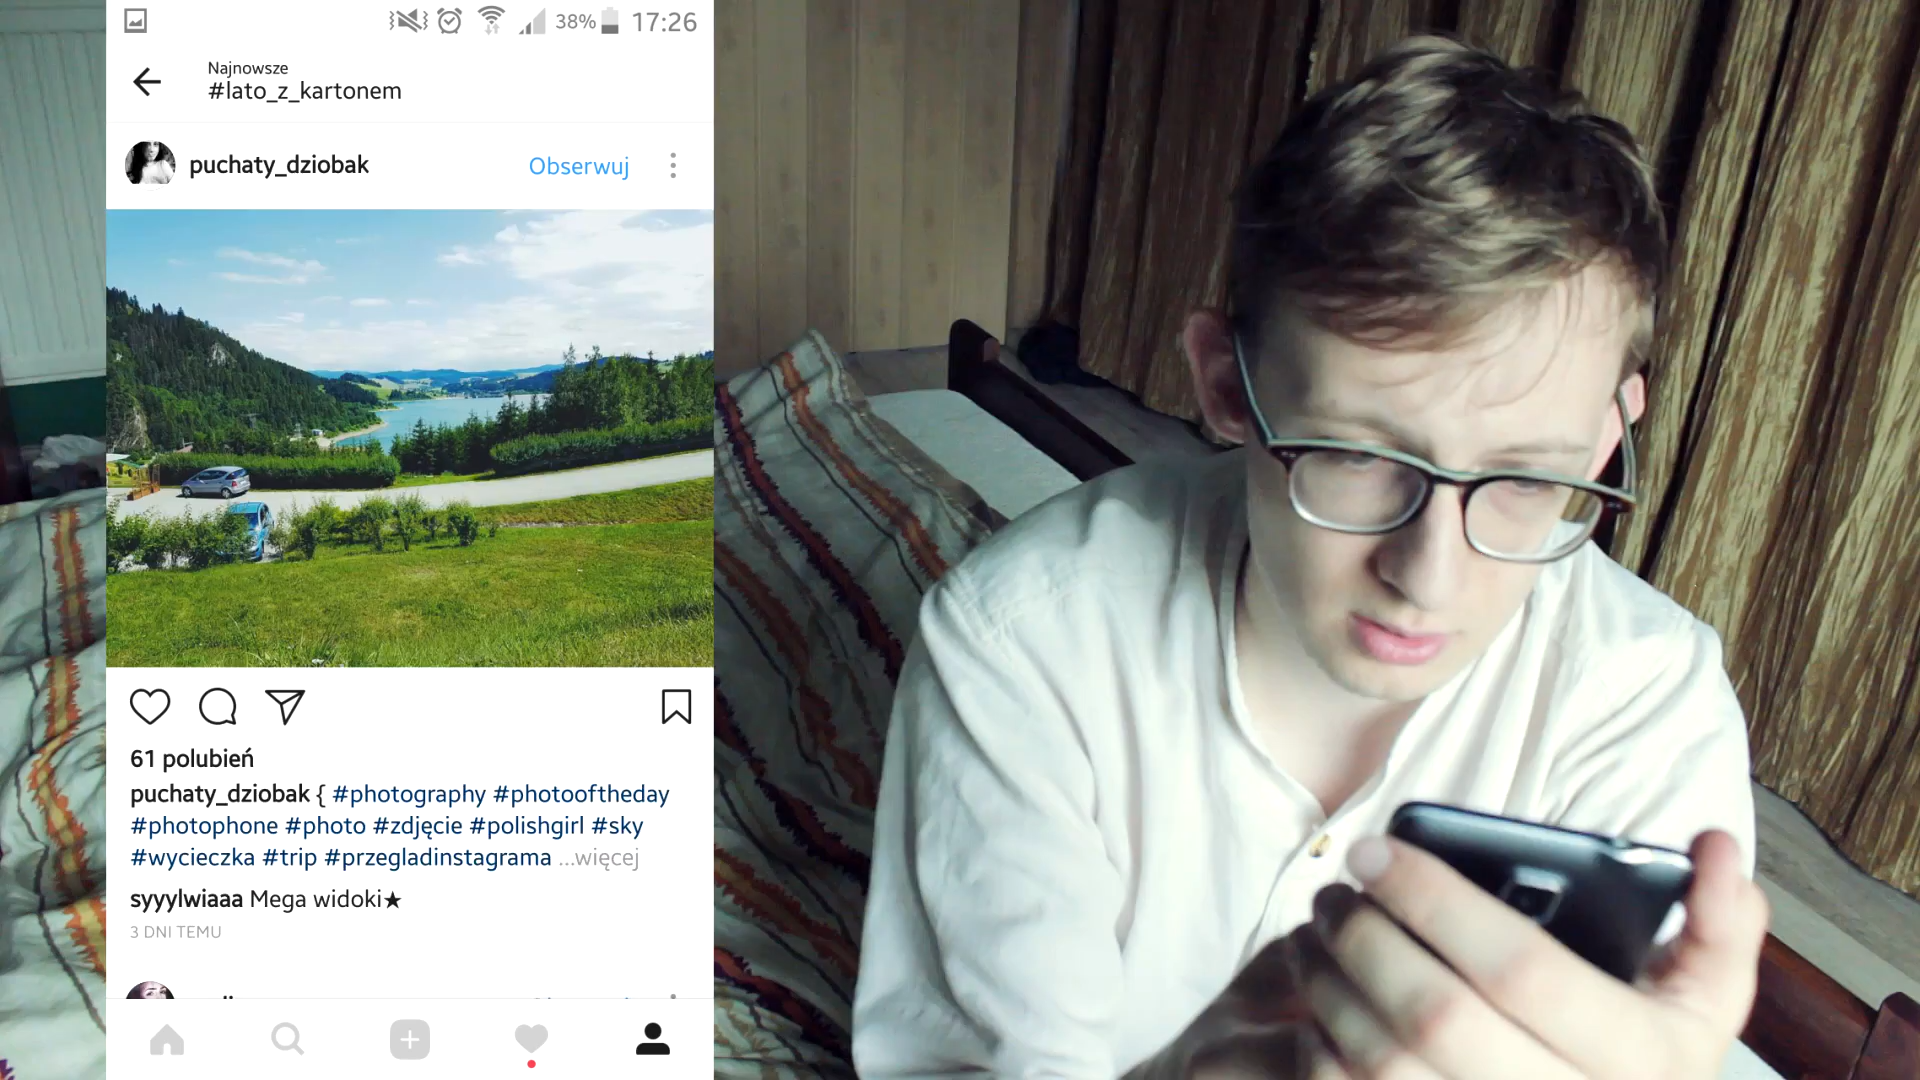 38% 17:26
Najnowsze
#lato_z_kartonem
puchaty_dziobak Obserwuj
61 polubień
puchaty_dziobak { #photography #photooftheday
#photophone #photo #zdjęcie #polishgirl #sky
#wycieczka #trip #przegladinstagrama ...więcej
syyylwiaaa Mega widoki★
3 DNI TEMU